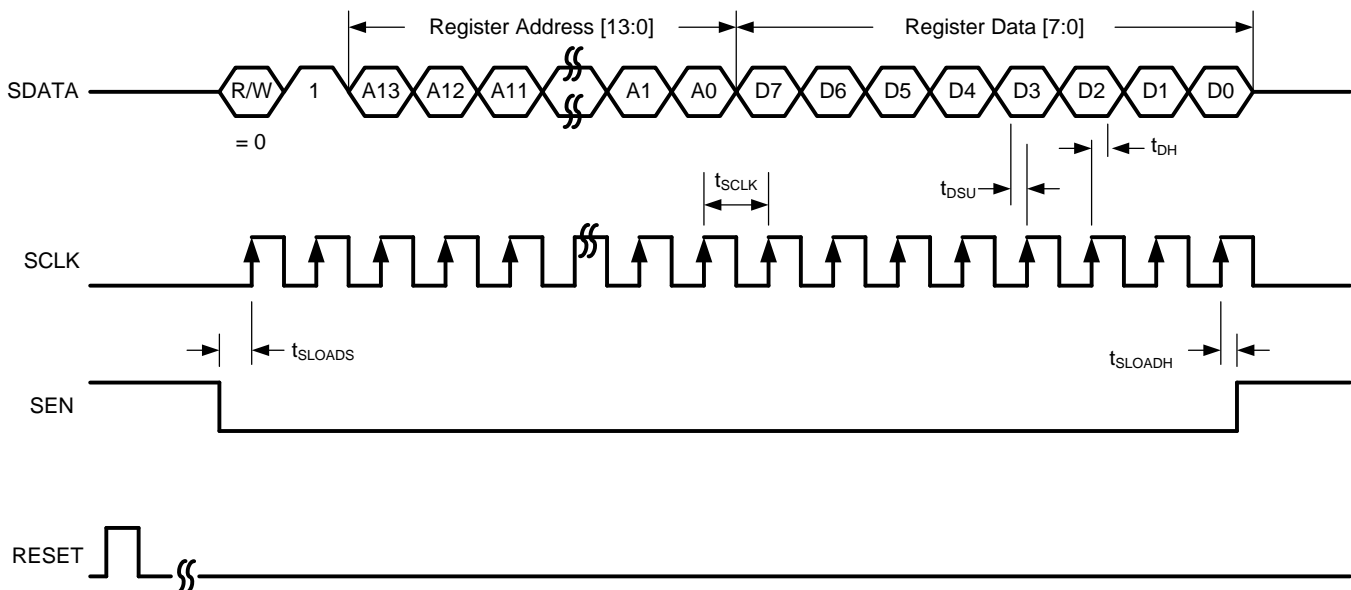 Register Address [13:0] Register Data [7:0]
SDATA R/W 1 A13 A12 A11 A1 A0 D7 D6 D5 D4 D3 D2 D1 D0
= 0
tDH
tSCLK
tDSU
SCLK
tSLOADS
tSLOADH
SEN
RESET